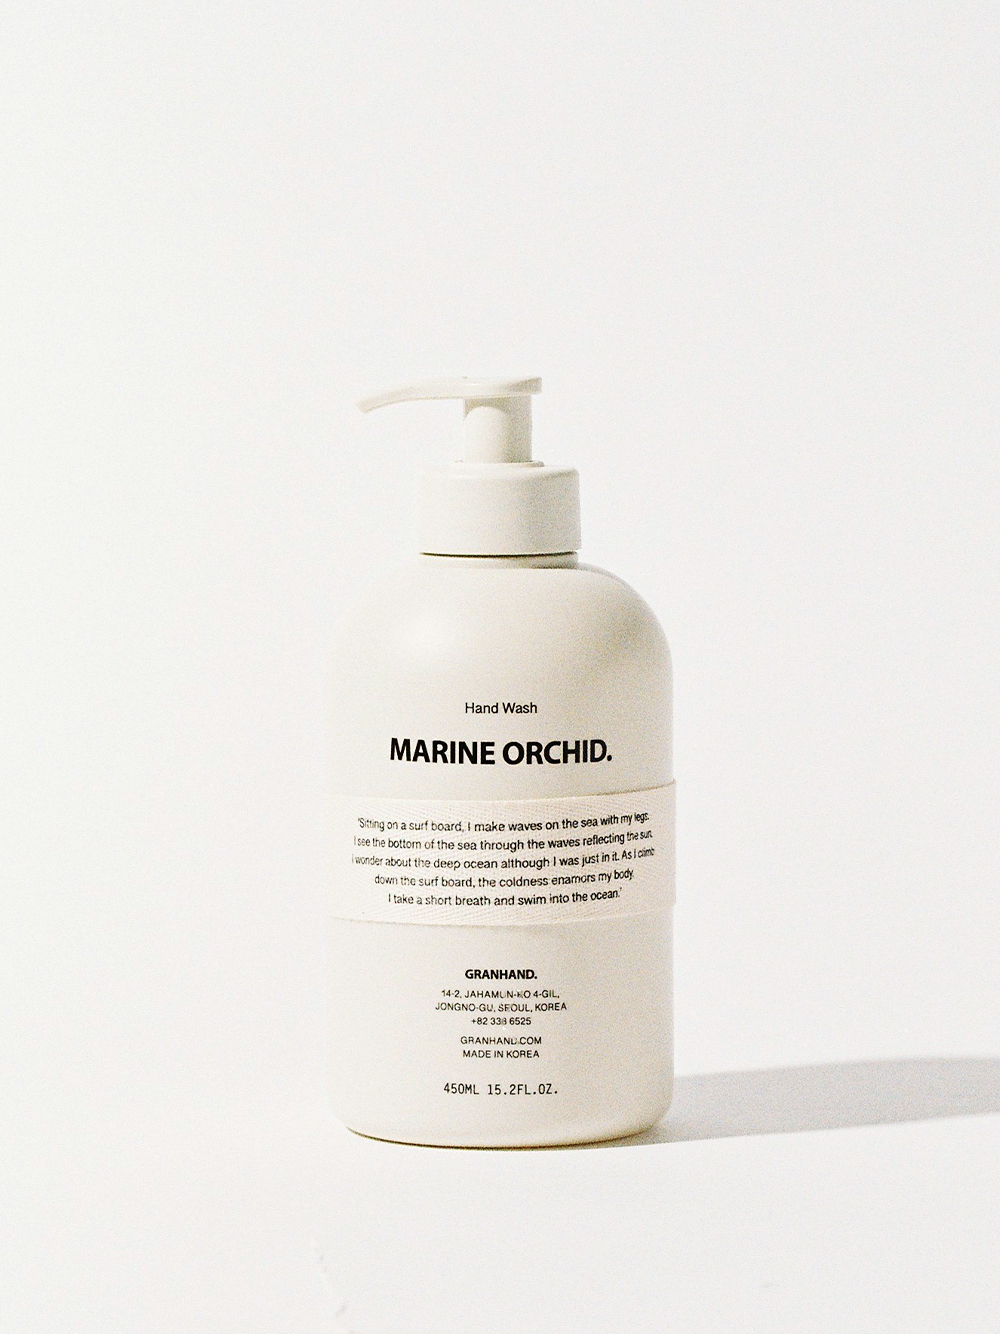 Hand Wash
MARINE ORCHID.
'Sitting on a surf board, I make waves on the sea with my legs.
I see the bottom of the sea through the waves reflecting the sun.
I wonder about the deep ocean although I was just in it. As I climb
down the surf board, the coldness enamors my body.
I take a short breath and swim into the ocean.'
GRANHAND.
14-2, JAHAMUN-RO 4-GIL,
JONGNO-GU, SEOUL, KOREA
+82 333 6525
GRANHAND.COM
MADE IN KOREA
450ML 15.2FL.OZ.